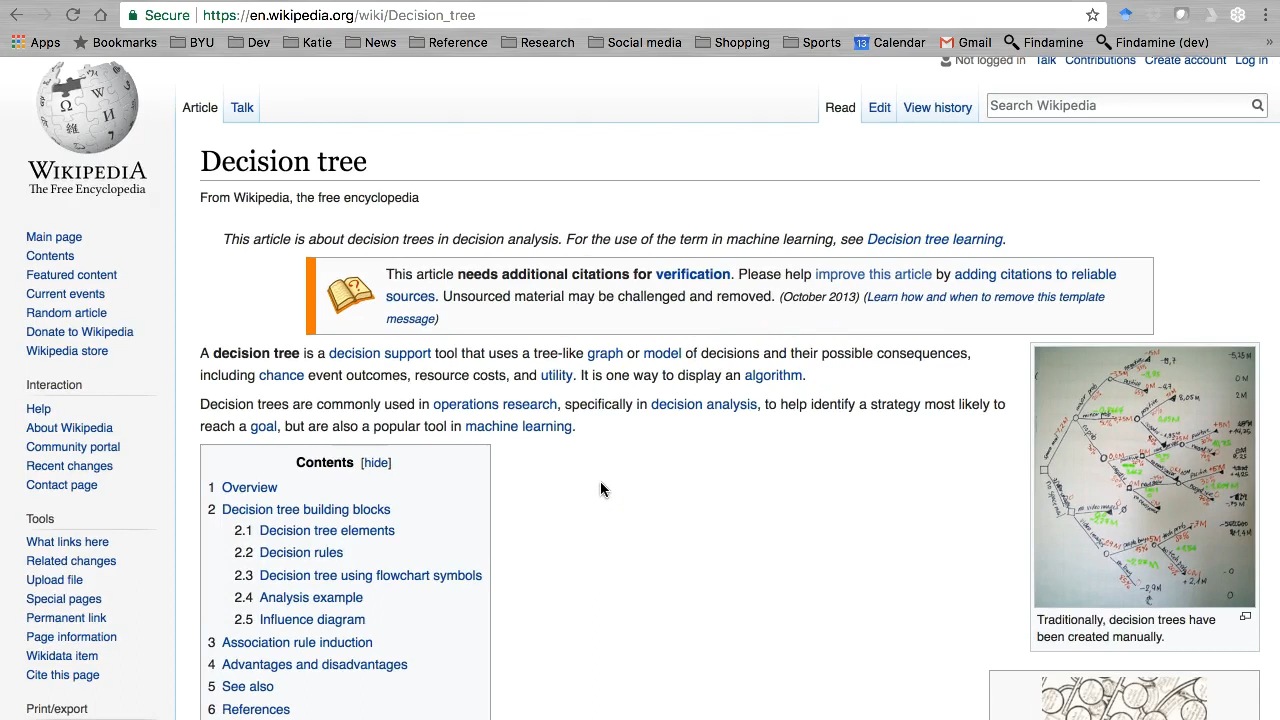 Secure https://en.wikipedia.org/wiki/Decision_tree
Apps Bookmarks BYU Dev Katie News Reference Research Social media Shopping Sports 13 Calendar Gmail Findamine Findamine (dev) »
Not logged in Talk Contributions Create account Log in
Article Talk Read Edit View history Search Wikipedia
WIKIPEDIA
The Free Encyclopedia
Main page
Contents
Featured content
Current events
Random article
Donate to Wikipedia
Wikipedia store
Interaction
Help
About Wikipedia
Community portal
Recent changes
Contact page
Tools
What links here
Related changes
Upload file
Special pages
Permanent link
Page information
Wikidata item
Cite this page
Print/export
Decision tree
From Wikipedia, the free encyclopedia
This article is about decision trees in decision analysis. For the use of the term in machine learning, see Decision tree learning.
This article needs additional citations for verification. Please help improve this article by adding citations to reliable
sources. Unsourced material may be challenged and removed. (October 2013) (Learn how and when to remove this template
message)
A decision tree is a decision support tool that uses a tree-like graph or model of decisions and their possible consequences,
including chance event outcomes, resource costs, and utility. It is one way to display an algorithm.
Decision trees are commonly used in operations research, specifically in decision analysis, to help identify a strategy most likely to
reach a goal, but are also a popular tool in machine learning.
Contents [hide]
1 Overview
2 Decision tree building blocks
2.1 Decision tree elements
2.2 Decision rules
2.3 Decision tree using flowchart symbols
2.4 Analysis example
2.5 Influence diagram
3 Association rule induction
4 Advantages and disadvantages
5 See also
6 References
Traditionally, decision trees have
been created manually.